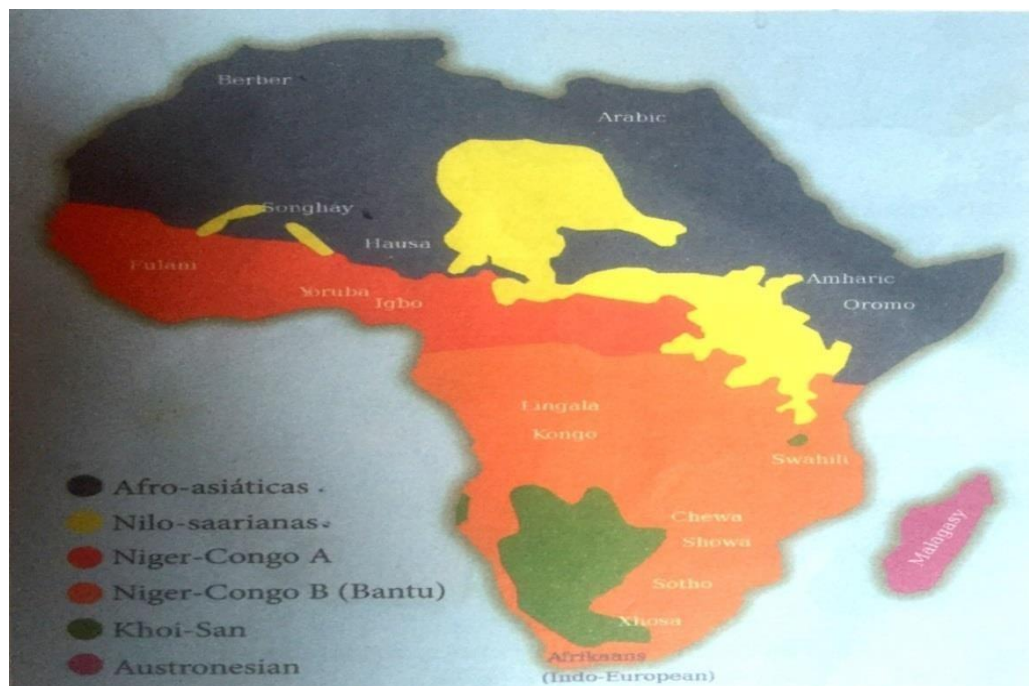 Berber
Arabic
Songhay
Hausa
Fulani
Yoruba
Igbo
Amharic
Oromo
Lingala
Kongo
Swahili
Chewa
Showa
Sotho
Xhosa
Malagasy
Afrikaans
(Indo-European)
Afro-asiáticas
Nilo-saarianas
Niger-Congo A
Niger-Congo B (Bantu)
Khoi-San
Austronesian